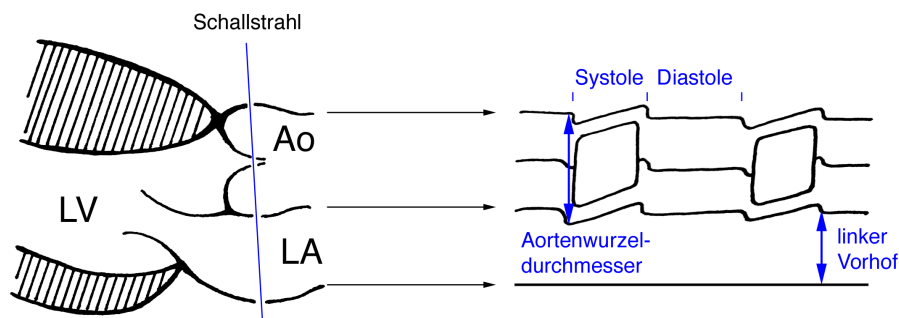 Schallstrahl
Systole
Diastole
Ao
LV
LA
Aortenwurzel-
durchmesser
linker
Vorhof